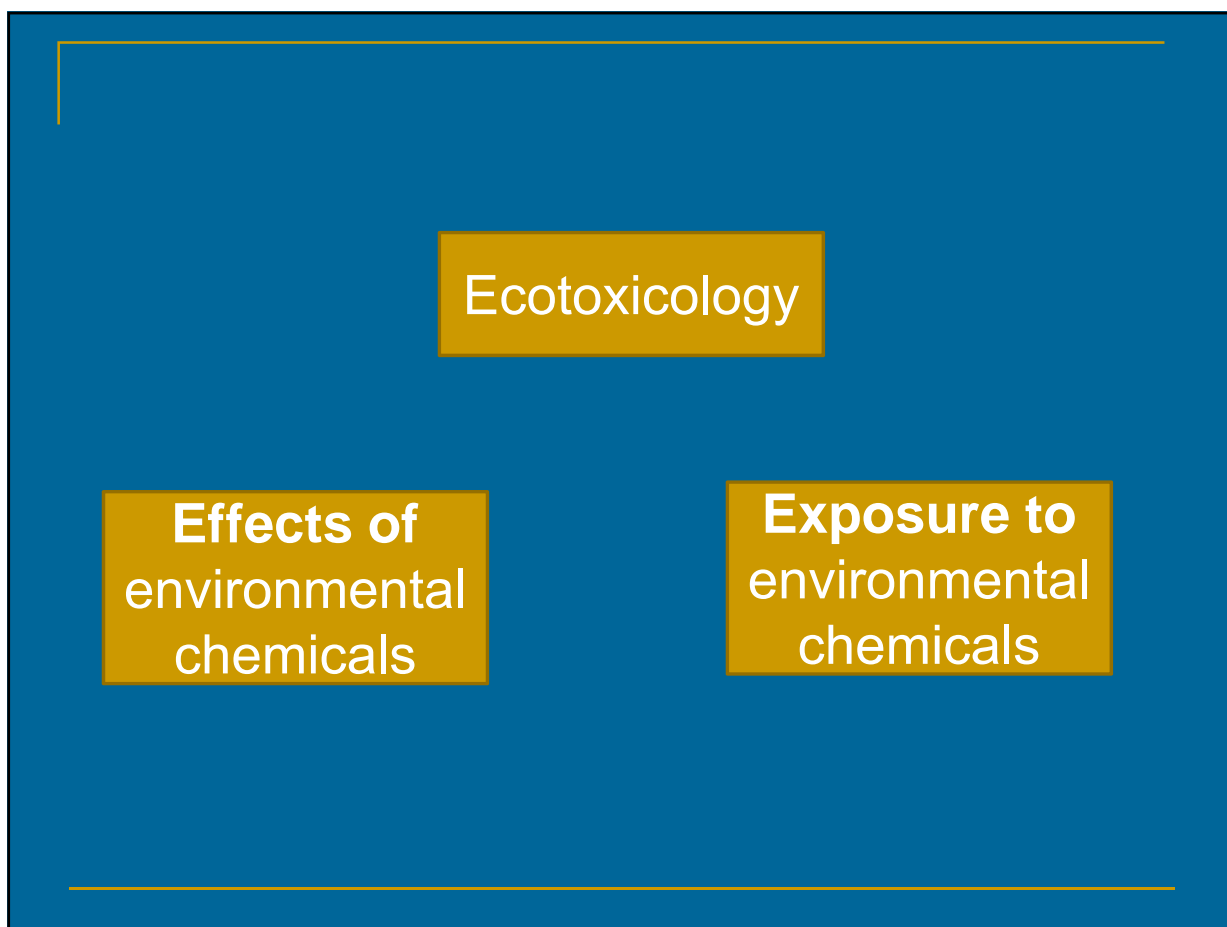 Ecotoxicology
Effects of
environmental
chemicals
Exposure to
environmental
chemicals